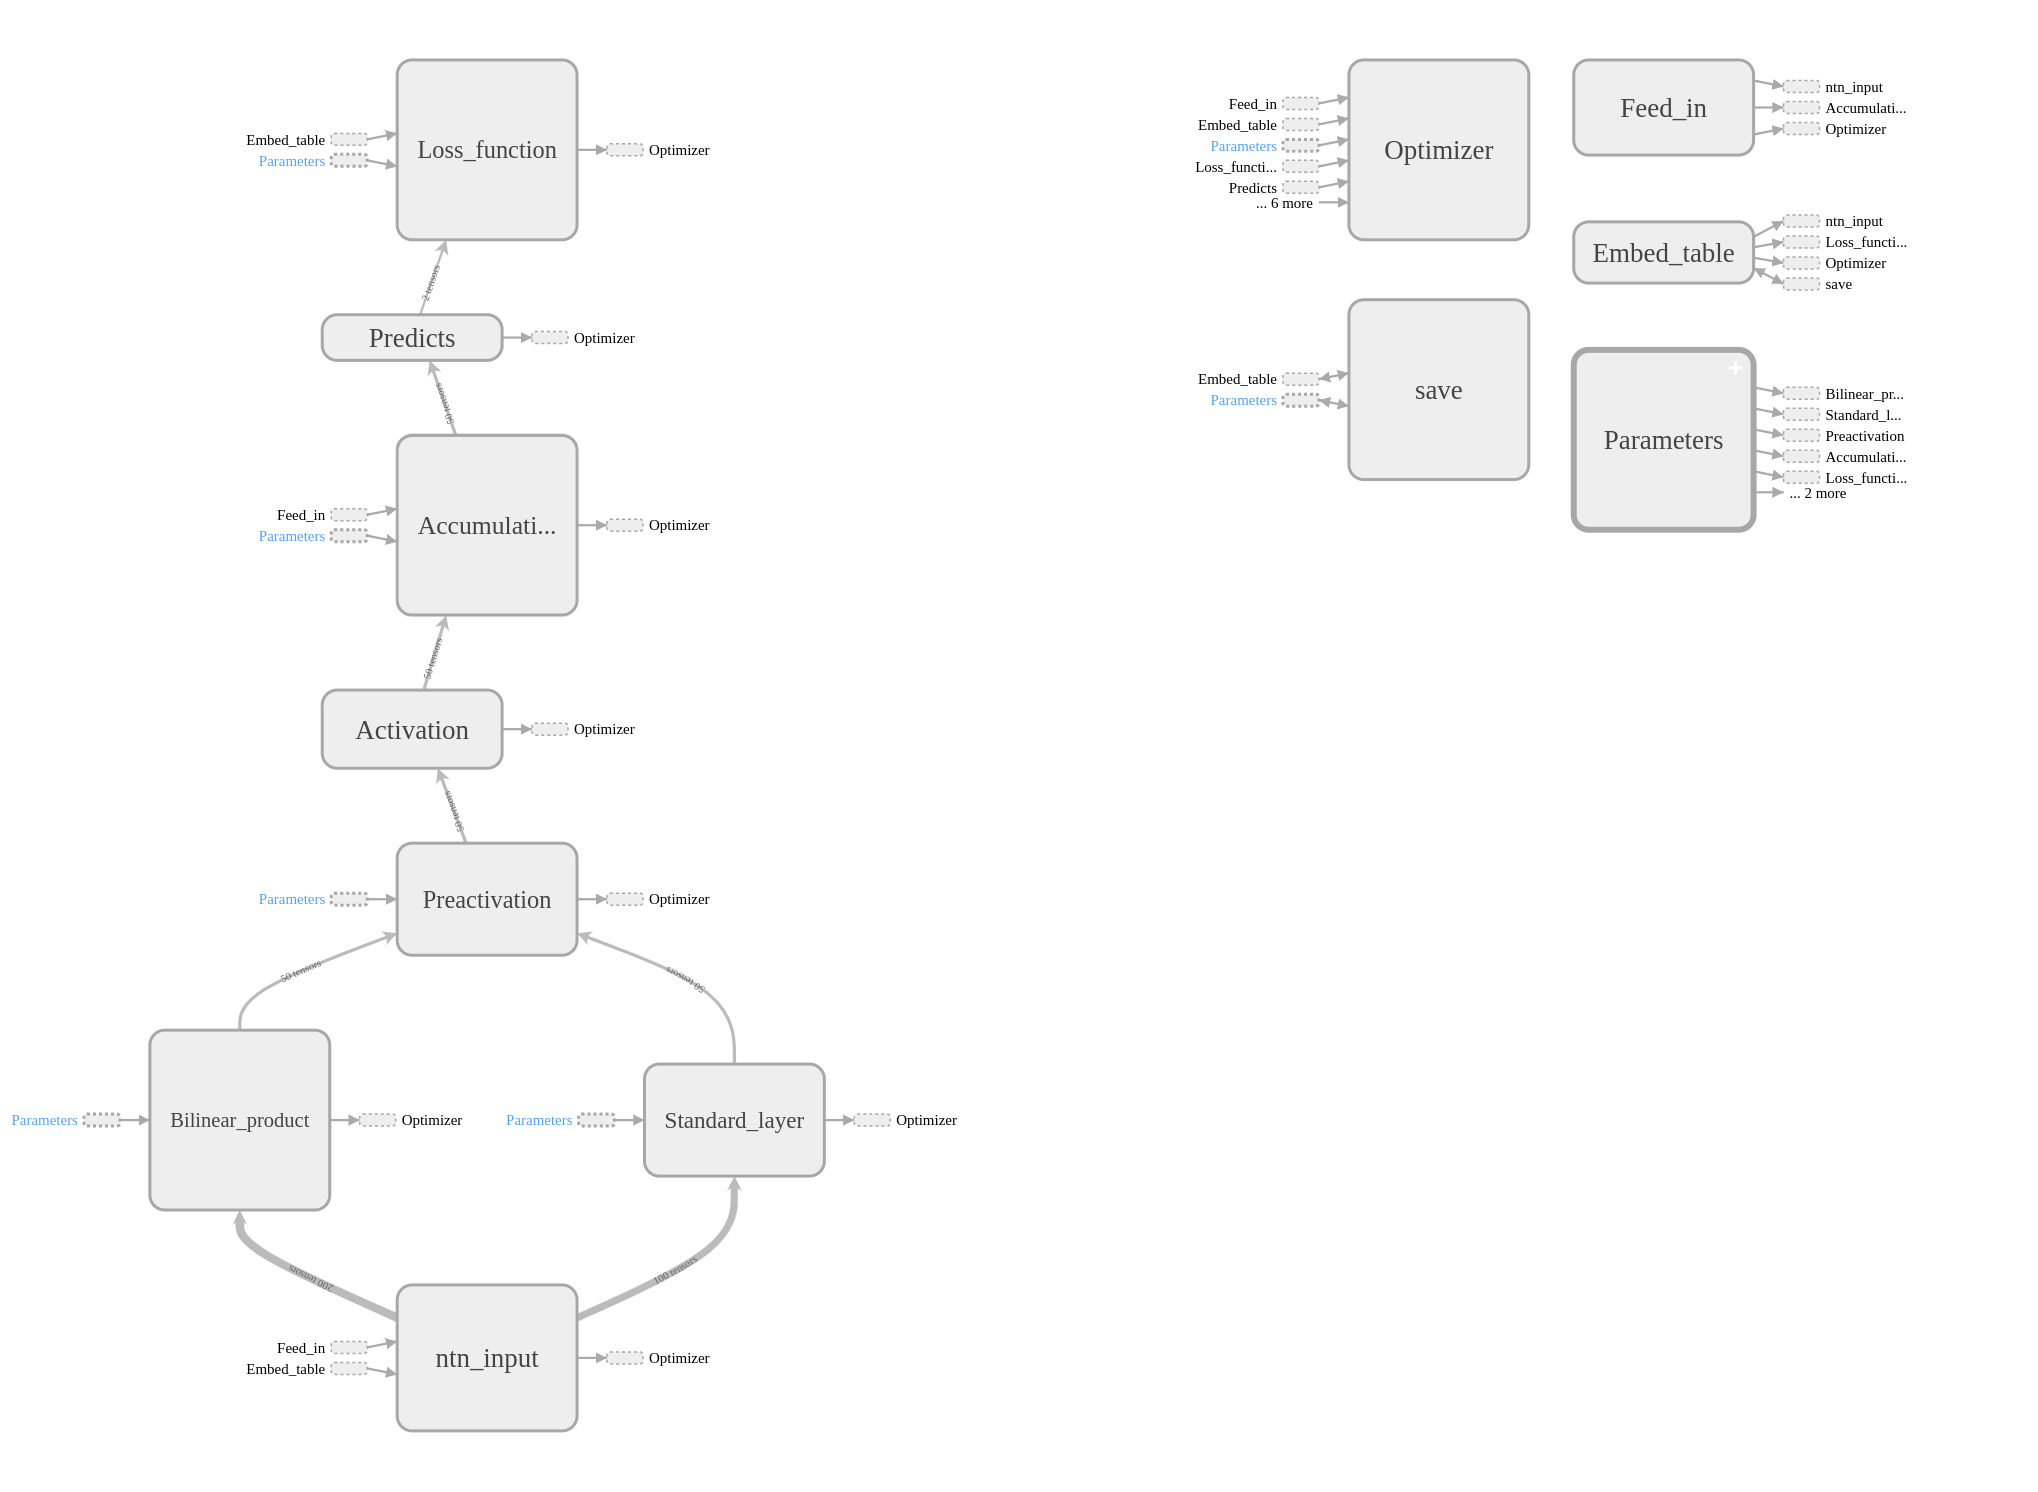 Loss_function
Embed_table
Parameters
Optimizer
2 tensors
Predicts
Optimizer
50 tensors
Accumulati...
Feed_in
Parameters
Optimizer
50 tensors
Activation
Optimizer
50 tensors
Preactivation
Parameters
Optimizer
50 tensors
50 tensors
Parameters
Bilinear_product
Optimizer
Parameters
Standard_layer
Optimizer
200 tensors
100 tensors
Feed_in
Embed_table
ntn_input
Optimizer
Feed_in
Embed_table
Parameters
Loss_functi...
Predicts
... 6 more
Optimizer
Embed_table
Parameters
save
Feed_in
ntn_input
Accumulati...
Optimizer
Embed_table
ntn_input
Loss_functi...
Optimizer
save
+
Parameters
Bilinear_pr...
Standard_l...
Preactivation
Accumulati...
Loss_functi...
... 2 more